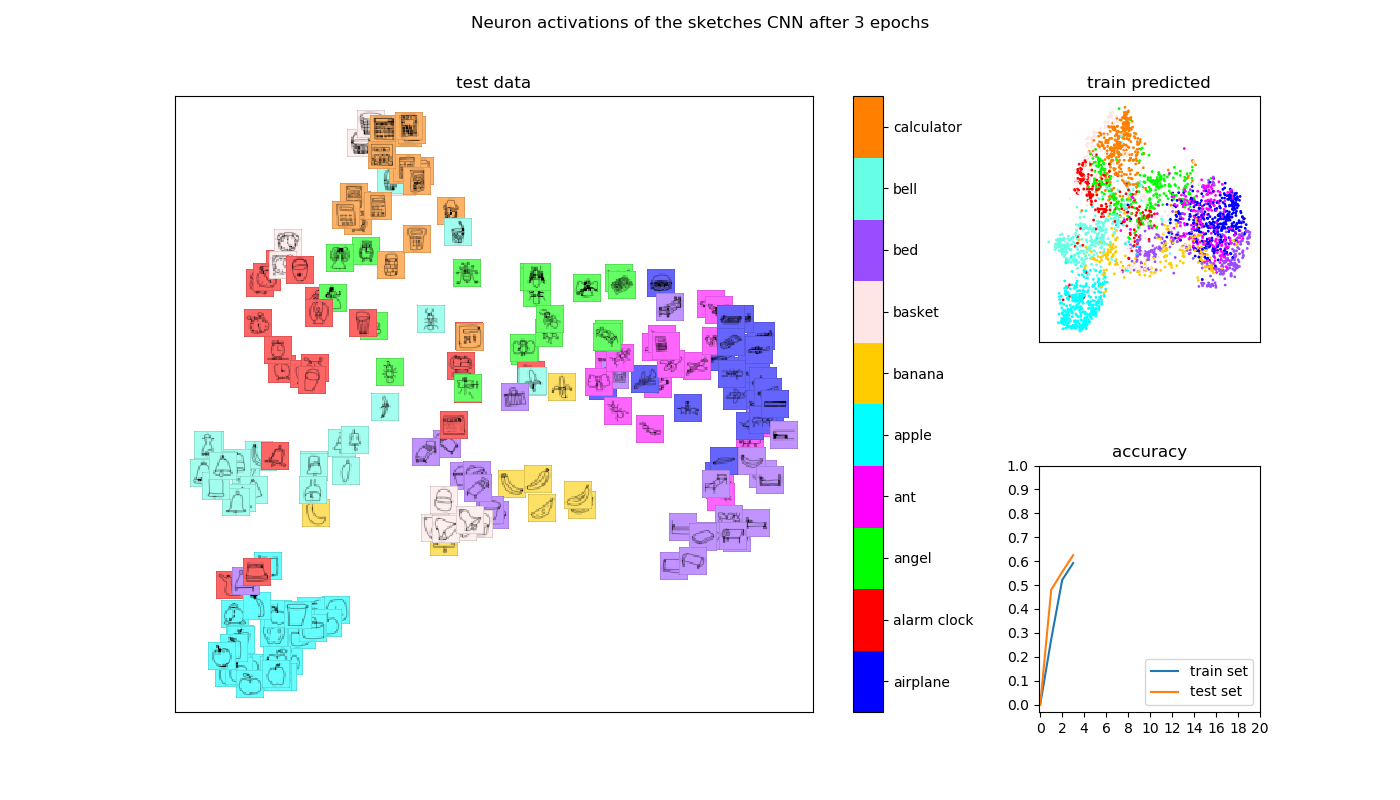 Neuron activations of the sketches CNN after 3 epochs
test data
calculator
bell
bed
basket
banana
apple
ant
angel
alarm clock
airplane
train predicted
accuracy
1.0
0.9
0.8
0.7
0.6
0.5
0.4
0.3
0.2
0.1
0.0
train set
test set
0 2 4 6 8 10 12 14 16 18 20